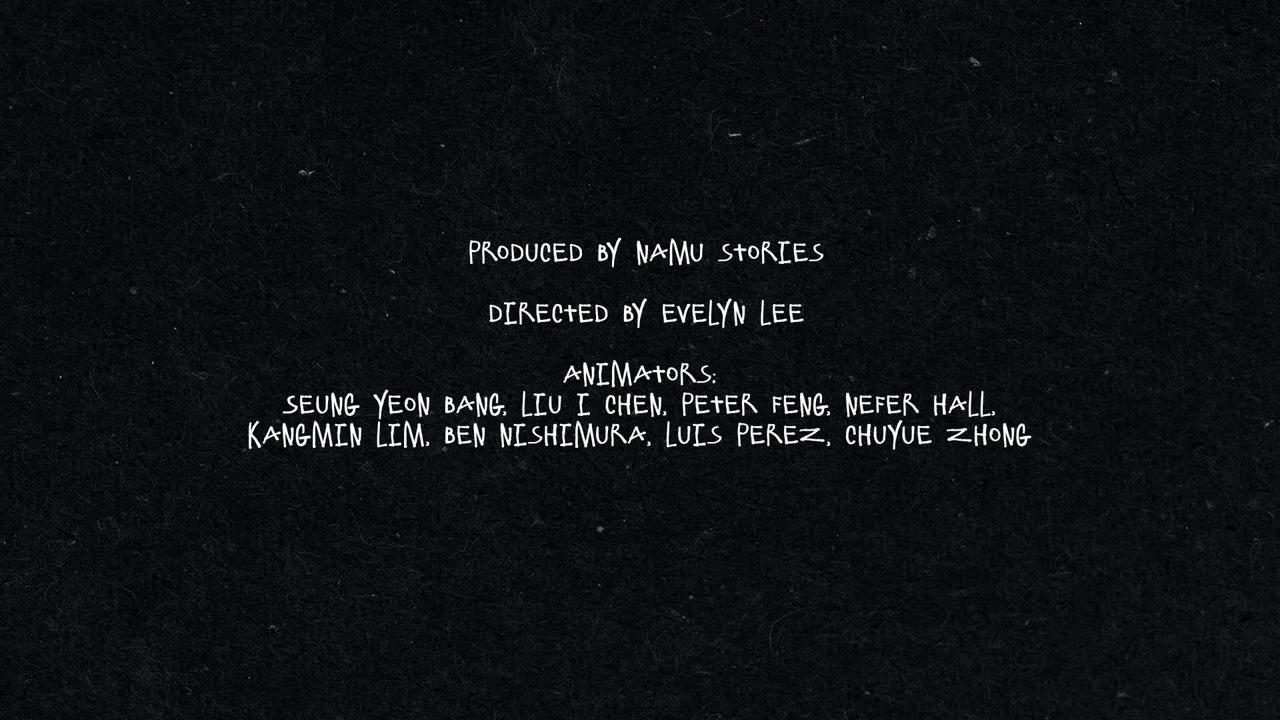 PRODUCED BY NAMU STORIES
DIRECTED BY EVELYN LEE
ANIMATORS:
SEUNG YEON BANG, LIU I CHEN, PETER FENG, NEFER HALL,
KANGMIN LIM, BEN NISHIMURA, LUIS PEREZ, CHUYUE ZHONG